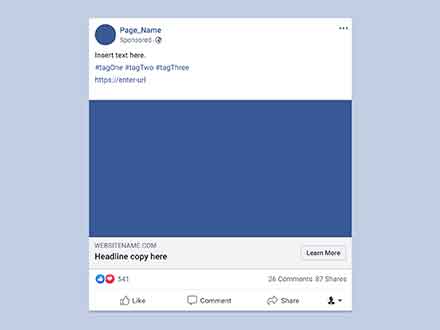 Page_Name
Sponsored ·
Insert text here.
#tagOne #tagTwo #tagThree
https://enter-url
WEBSITENAME.COM
Headline copy here
Learn More
541
26 Comments 87 Shares
Like
Comment
Share